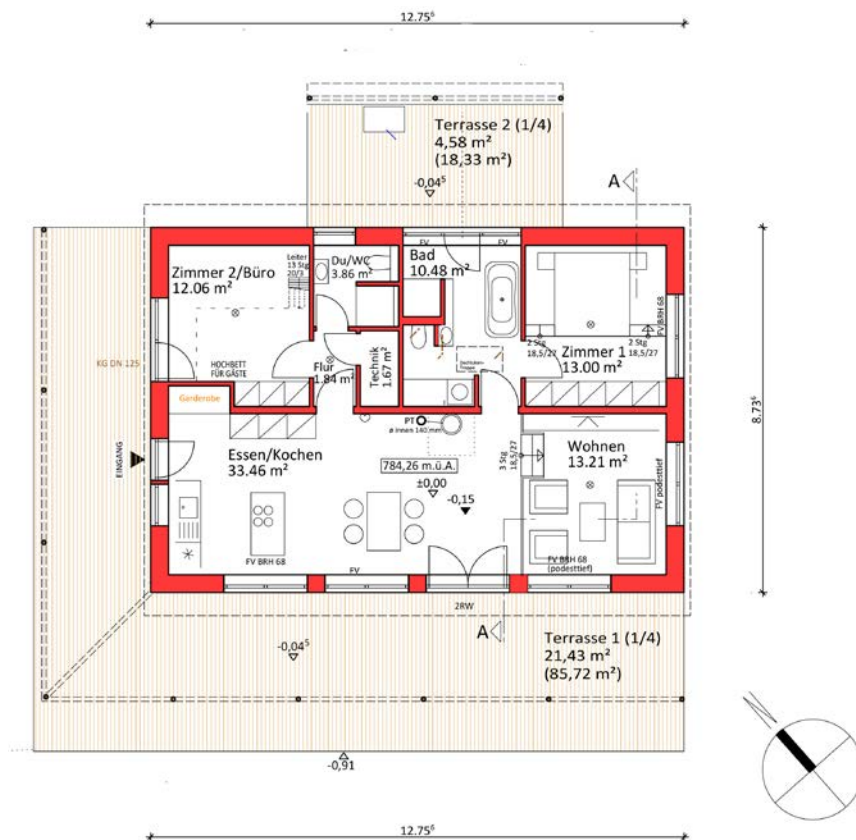 12.75⁶
Terrasse 2 (1/4)
4,58 m²
(18,33 m²)
-0,04⁵
A
Zimmer 2/Büro
12.06 m²
Leiter
13 Stg
20/3
Du/WC
3.86 m²
FV
Bad
10.48 m²
FV
FV BRH 68
2 Stg
18,5/27
2 Stg
18,5/27
Zimmer 1
13.00 m²
KG DN 125
HOCHBETT
FÜR GÄSTE
Flur
1.84 m²
Technik
1.67 m²
8.73⁶
Garderobe
PT
ø innen 140 mm
EINGANG
Essen/Kochen
33.46 m²
784,26 m.ü.A.
±0,00
-0,15
3 Stg
18,5/27
Wohnen
13.21 m²
FV podesttief
FV BRH 68
FV
FV BRH 68
(podesttief)
2RW
A
-0,04⁵
Terrasse 1 (1/4)
21,43 m²
(85,72 m²)
-0,91
N
12.75⁶